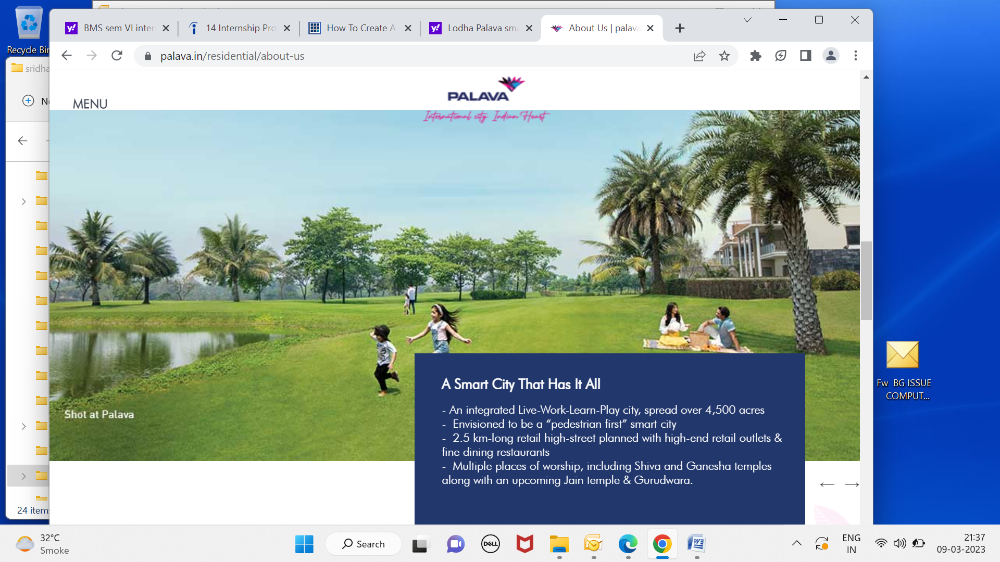 Recycle Bin
BMS sem VI inter
14 Internship Pro
How To Create A
Lodha Palava sma
About Us | palava
palava.in/residential/about-us
sridha
MENU
PALAVA
International city Indian Heart
Shot at Palava
A Smart City That Has It All
- An integrated Live-Work-Learn-Play city, spread over 4,500 acres
- Envisioned to be a “pedestrian first” smart city
- 2.5 km-long retail high-street planned with high-end retail outlets &
fine dining restaurants
- Multiple places of worship, including Shiva and Ganesha temples
along with an upcoming Jain temple & Gurudwara.
Fw BG ISSUE
COMPUT...
24 items
32°C
Smoke
Search
DELL
W
ENG
IN
21:37
09-03-2023